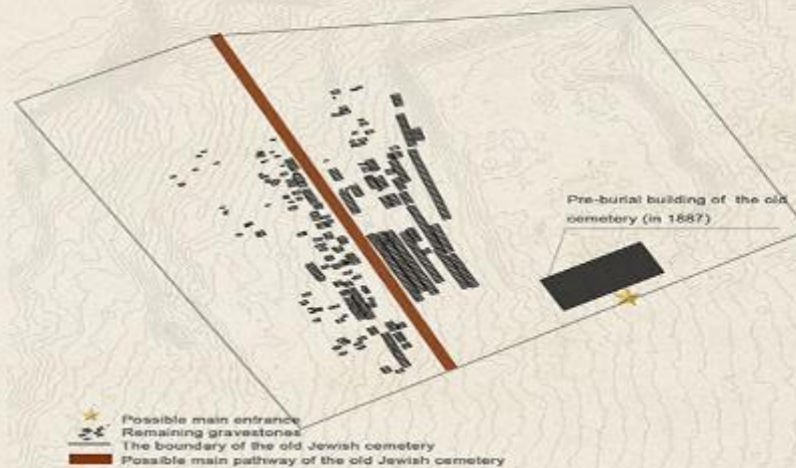 Pre-burial building of the old
cemetery (in 1887)
Possible main entrance
Remaining gravestones
The boundary of the old Jewish cemetery
Possible main pathway of the old Jewish cemetery